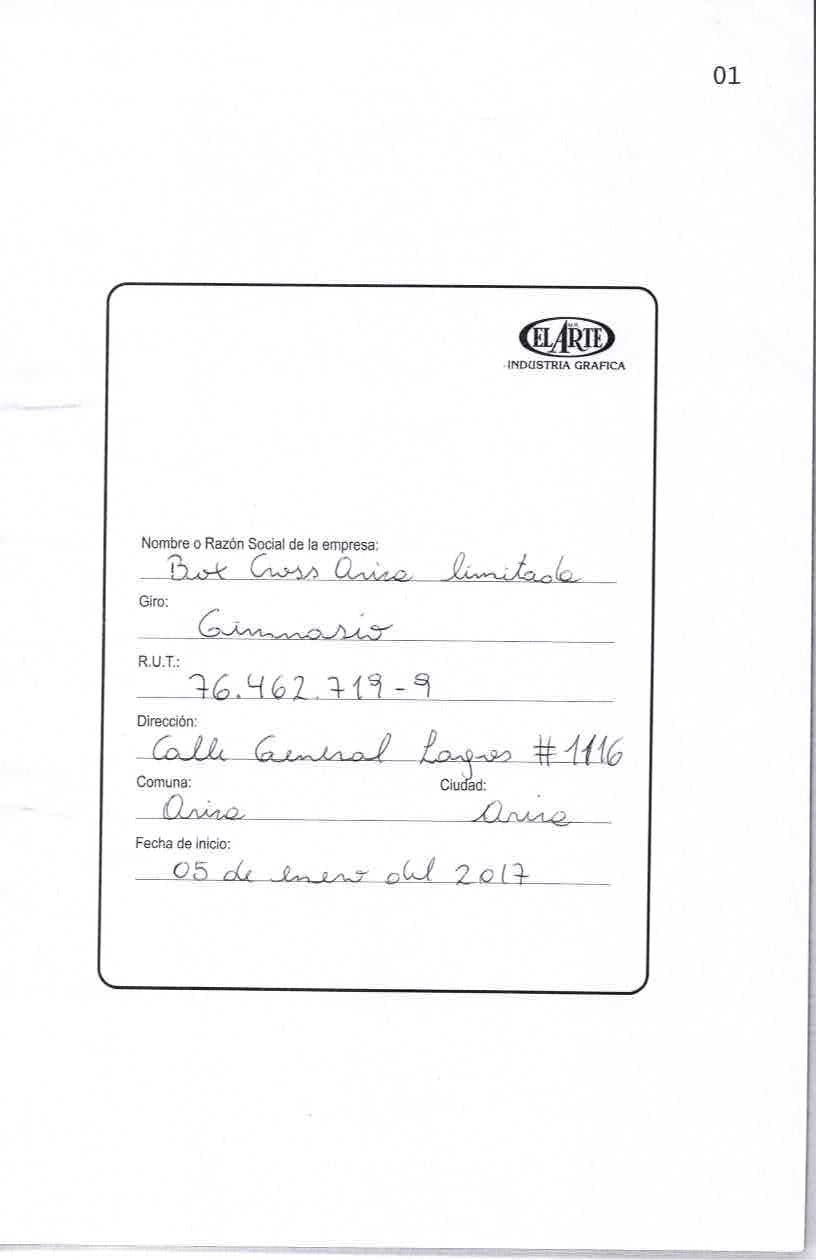 01
EL ARTE
INDUSTRIA GRAFICA
Nombre o Razón Social de la empresa:
Box Cross Arica limitada
Giro:
Gimnasio
R.U.T.:
76.462.719-9
Dirección:
Calle General Lagos #1116
Comuna: Ciudad:
Arica Arica
Fecha de inicio:
05 de enero del 2017